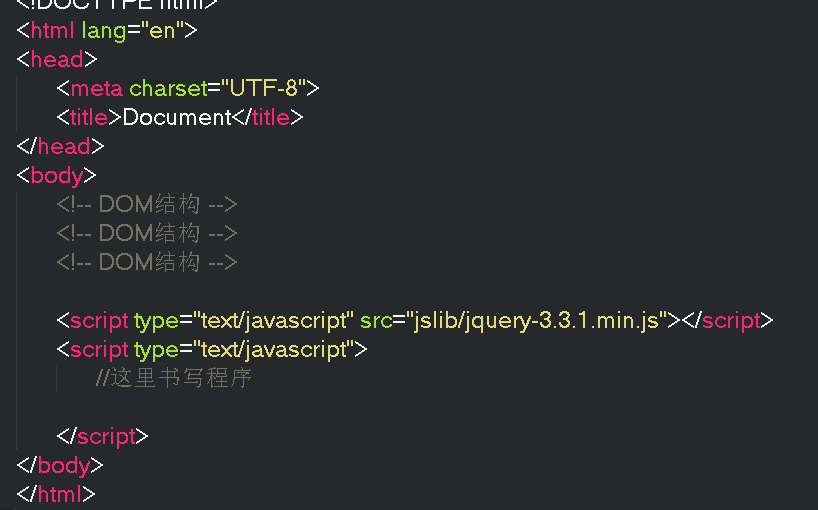 <!DOCTYPE html>
<html lang="en">
<head>
<meta charset="UTF-8">
<title>Document</title>
</head>
<body>
<!-- DOM结构 -->
<!-- DOM结构 -->
<!-- DOM结构 -->
<script type="text/javascript" src="jslib/jquery-3.3.1.min.js"></script>
<script type="text/javascript">
//这里书写程序
</script>
</body>
</html>